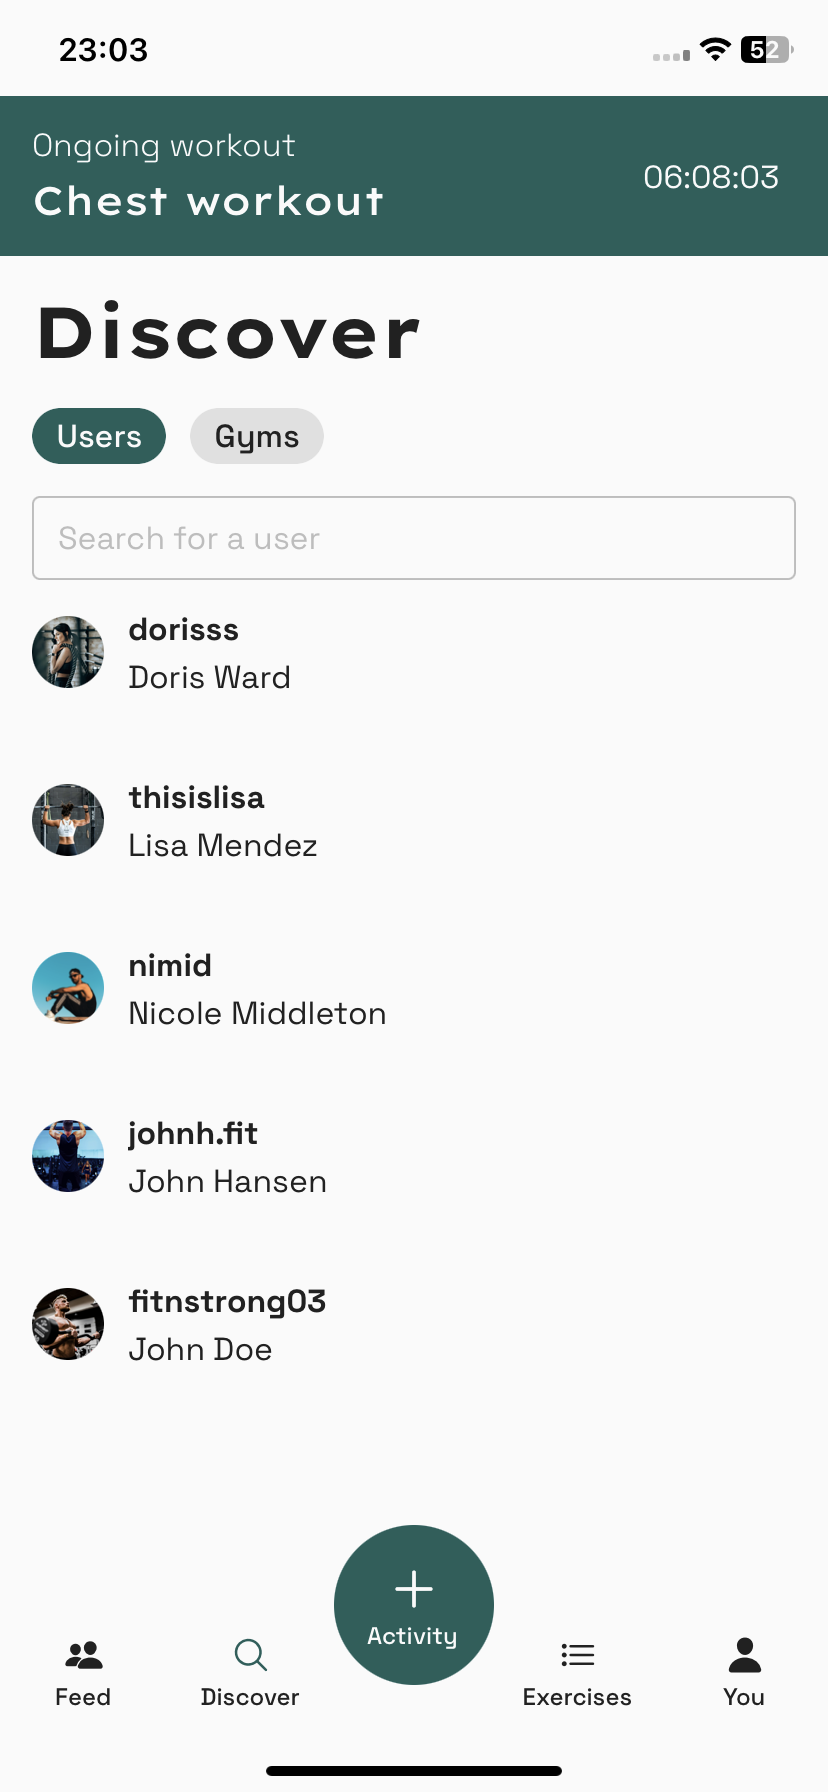 23:03
52
Ongoing workout
Chest workout
06:08:03
Discover
Users
Gyms
Search for a user
dorisss
Doris Ward
thisislisa
Lisa Mendez
nimid
Nicole Middleton
johnh.fit
John Hansen
fitnstrong03
John Doe
Activity
Feed
Discover
Exercises
You